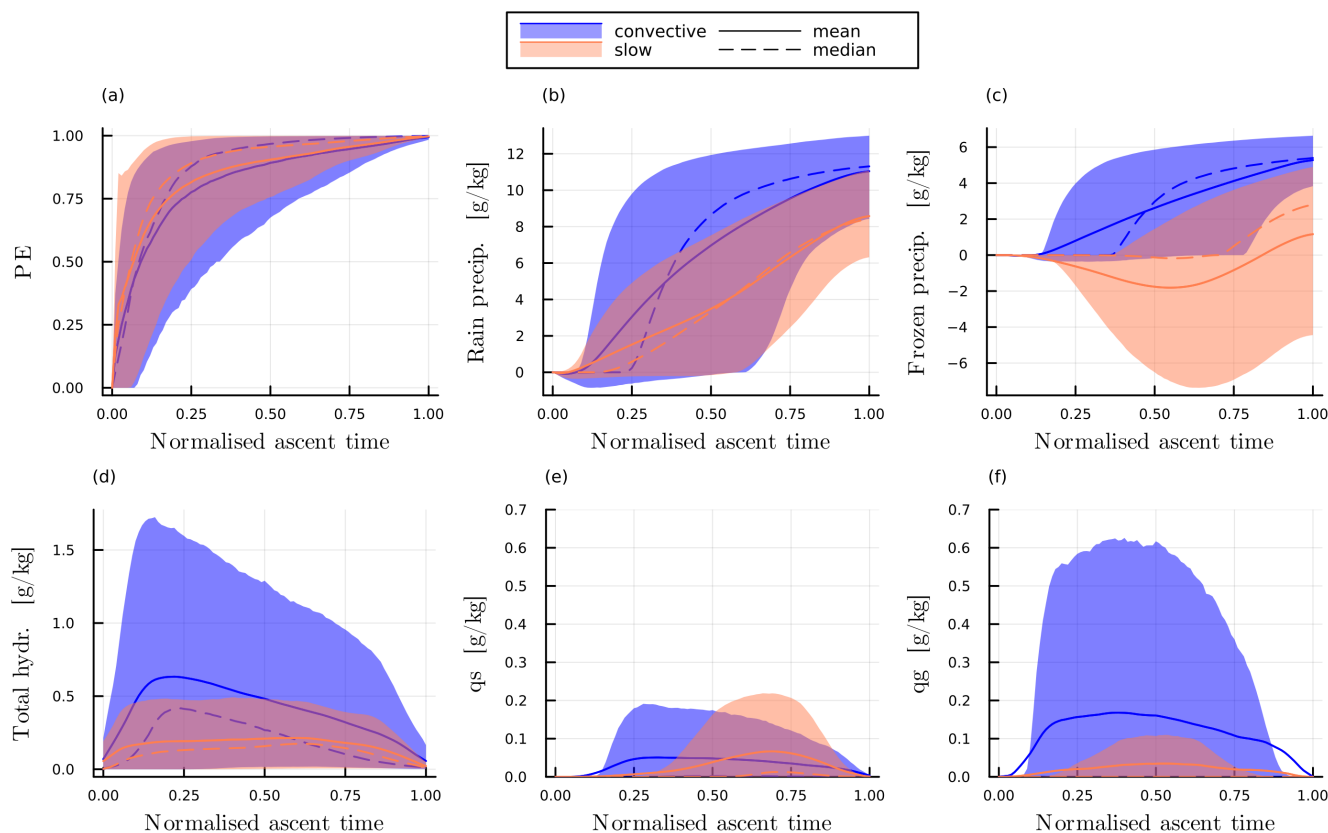 convective mean
slow median
(a) (b) (c)
PE
1.00
0.75
0.50
0.25
0.00
0.00 0.25 0.50 0.75 1.00
Normalised ascent time
Rain precip. [g/kg]
12
10
8
6
4
2
0
0.00 0.25 0.50 0.75 1.00
Normalised ascent time
Frozen precip. [g/kg]
6
4
2
0
−2
−4
−6
0.00 0.25 0.50 0.75 1.00
Normalised ascent time
(d) (e) (f)
Total hydr. [g/kg]
1.5
1.0
0.5
0.0
0.00 0.25 0.50 0.75 1.00
Normalised ascent time
qs [g/kg]
0.7
0.6
0.5
0.4
0.3
0.2
0.1
0.0
0.00 0.25 0.50 0.75 1.00
Normalised ascent time
qg [g/kg]
0.7
0.6
0.5
0.4
0.3
0.2
0.1
0.0
0.00 0.25 0.50 0.75 1.00
Normalised ascent time